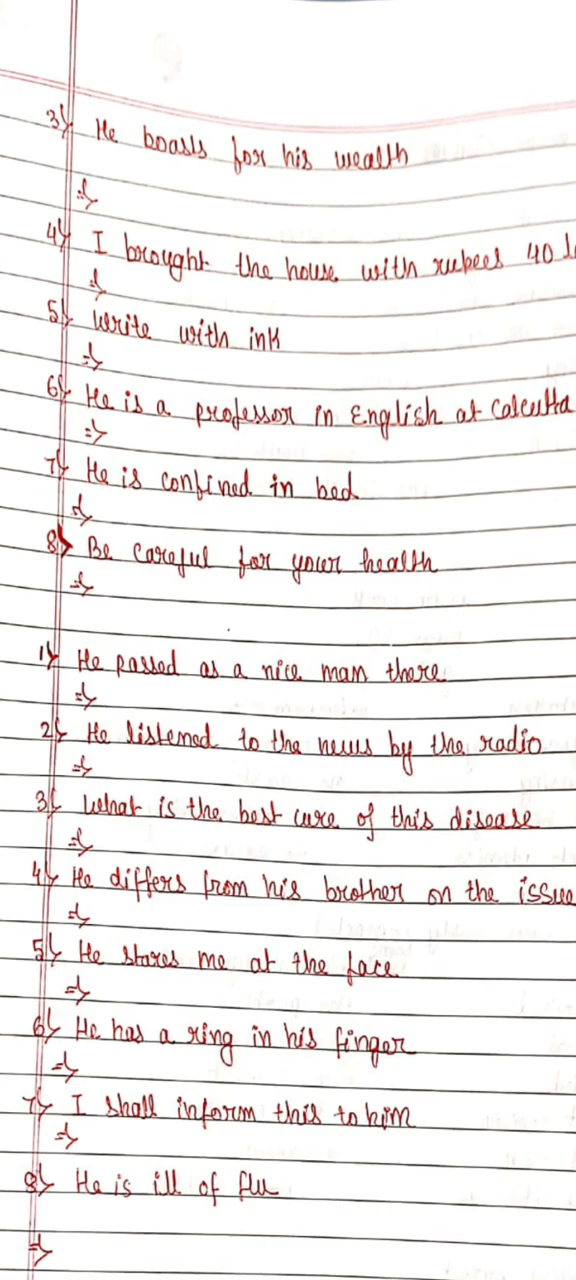 3) He boasts for his wealth
=>
4) I brought the house with rubees 40
=>
5) Write with ink
=>
6) He is a professor in English at Calcutta
=>
7) He is confined in bed
=>
8) Be careful for your health
=>
1) He passed as a nice man there
=>
2) He listened to the news by the radio
=>
3) What is the best cure of this disease
=>
4) He differs from his brother on the issue
=>
5) He stares me at the face
=>
6) He has a ring in his finger
=>
7) I shall inform this to him
=>
8) He is ill of flu
=>